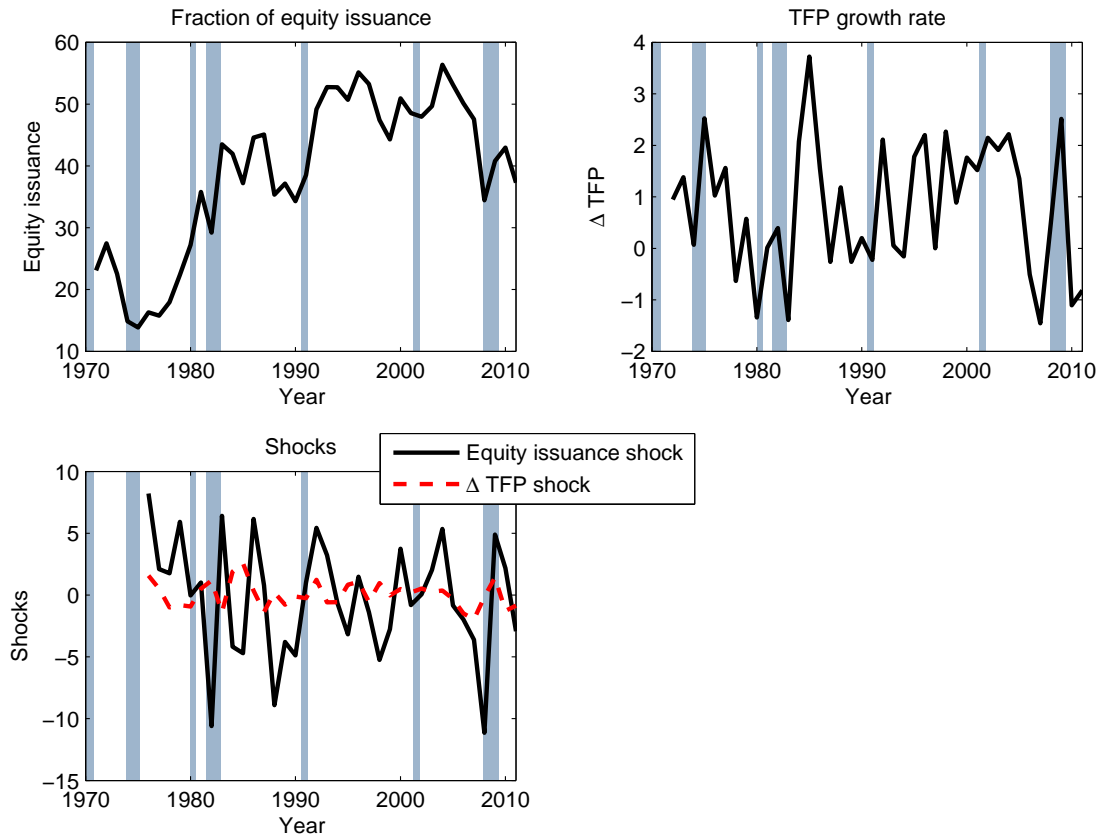 Fraction of equity issuance
60
50
40
30
20
10
Equity issuance
1970 1980 1990 2000 2010
Year
TFP growth rate
4
3
2
1
0
−1
−2
Δ TFP
1970 1980 1990 2000 2010
Year
Shocks
Equity issuance shock
Δ TFP shock
10
5
0
−5
−10
−15
Shocks
1970 1980 1990 2000 2010
Year